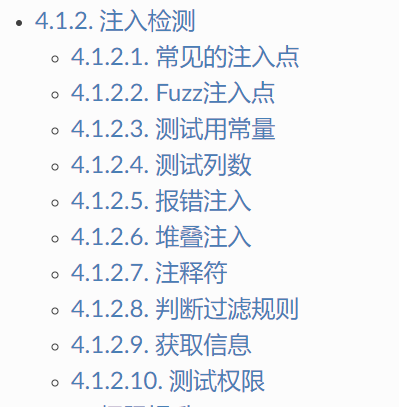 4.1.2. 注入检测
4.1.2.1. 常见的注入点
4.1.2.2. Fuzz注入点
4.1.2.3. 测试用常量
4.1.2.4. 测试列数
4.1.2.5. 报错注入
4.1.2.6. 堆叠注入
4.1.2.7. 注释符
4.1.2.8. 判断过滤规则
4.1.2.9. 获取信息
4.1.2.10. 测试权限